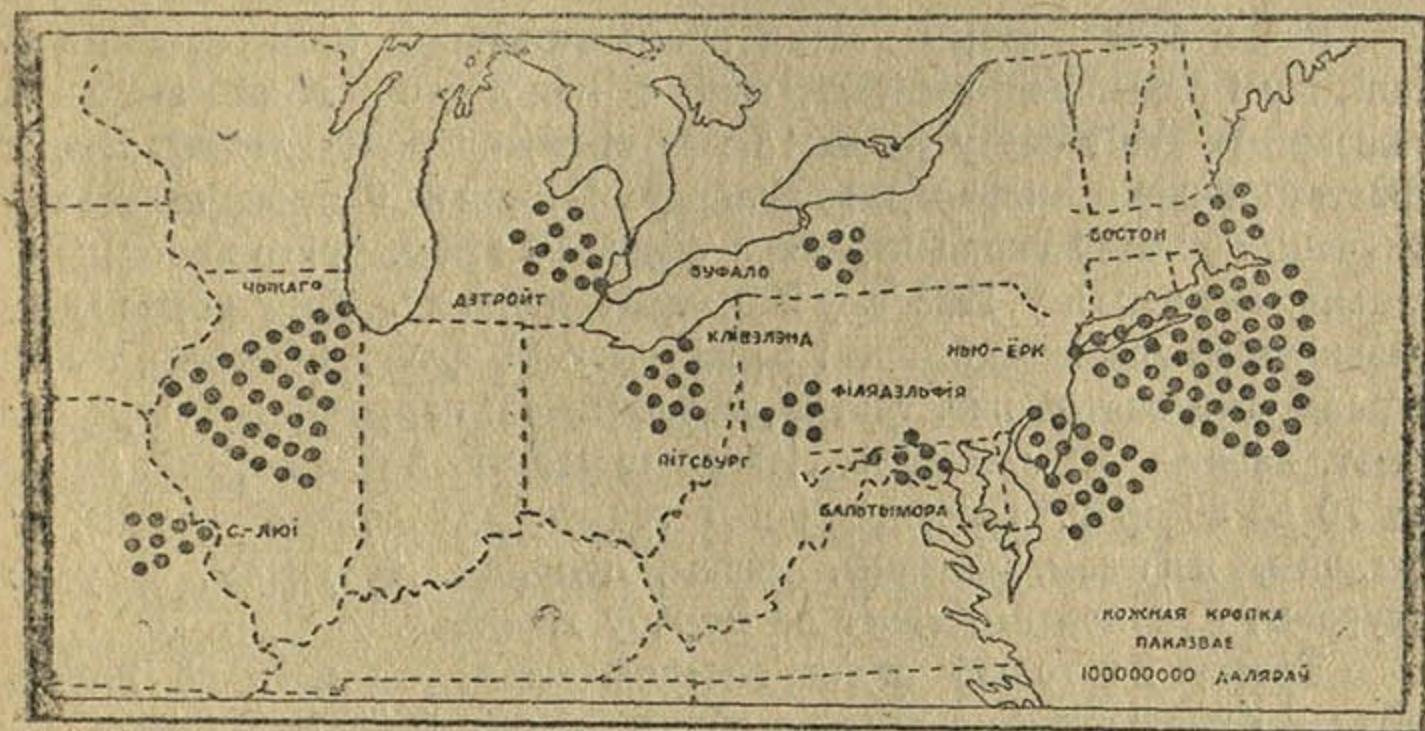 БОСТОН
ЧЫКАГО
БУФАЛО
ДЭТРОЙТ
КЛІВЭЛЭНД
НЬЮ-ЁРК
ФІЛЯДЭЛЬФІЯ
ПІТСБУРГ
БАЛЬТЫМОРА
С.-ЛЮІ
КОЖНАЯ КРОПКА
ПАКАЗВАЕ
100000000 ДАЛЯРАЎ